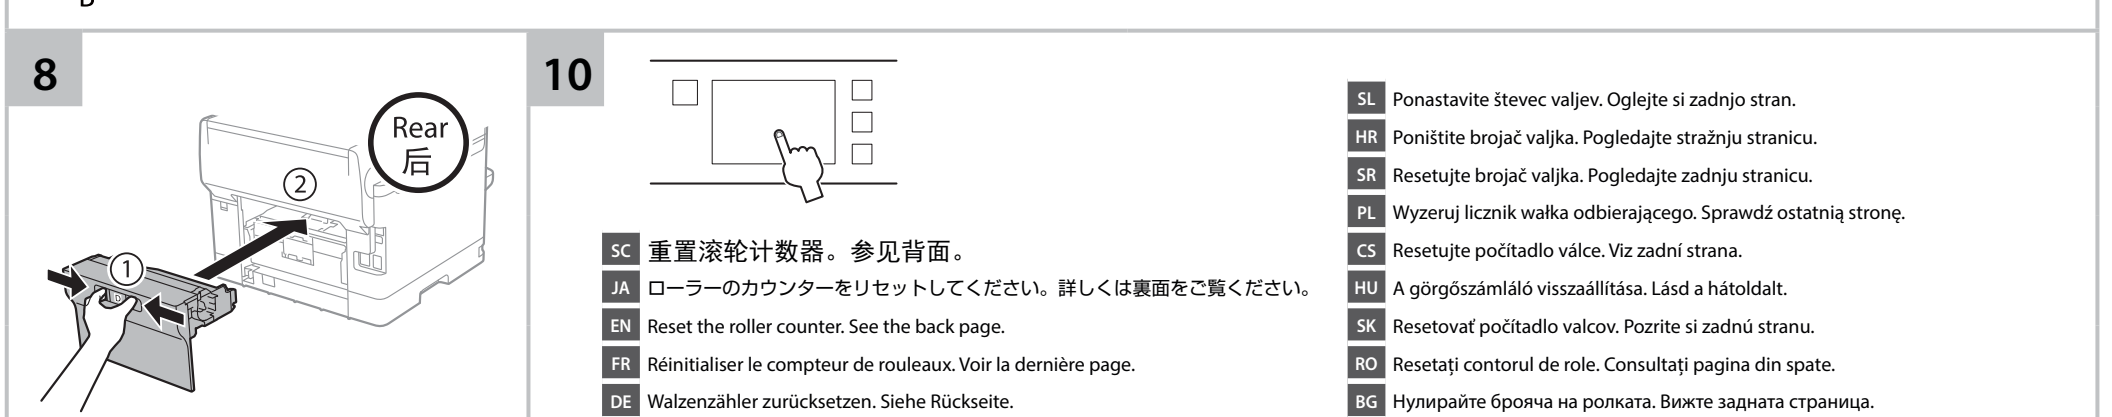 8
Rear
后
2
1
D
10
SC 重置滚轮计数器。参见背面。
JA ローラーのカウンターをリセットしてください。詳しくは裏面をご覧ください。
EN Reset the roller counter. See the back page.
FR Réinitialiser le compteur de rouleaux. Voir la dernière page.
DE Walzenzähler zurücksetzen. Siehe Rückseite.
SL Ponastavite števec valjev. Oglejte si zadnjo stran.
HR Poništite brojač valjka. Pogledajte stražnju stranicu.
SR Resetujte brojač valjka. Pogledajte zadnju stranicu.
PL Wyzeruj licznik wałka odbierającego. Sprawdź ostatnią stronę.
CS Resetujte počítadlo válce. Viz zadní strana.
HU A görgőszámláló visszaállítása. Lásd a hátoldalt.
SK Resetovať počítadlo valcov. Pozrite si zadnú stranu.
RO Resetați contorul de role. Consultați pagina din spate.
BG Нулирайте брояча на ролката. Вижте задната страница.